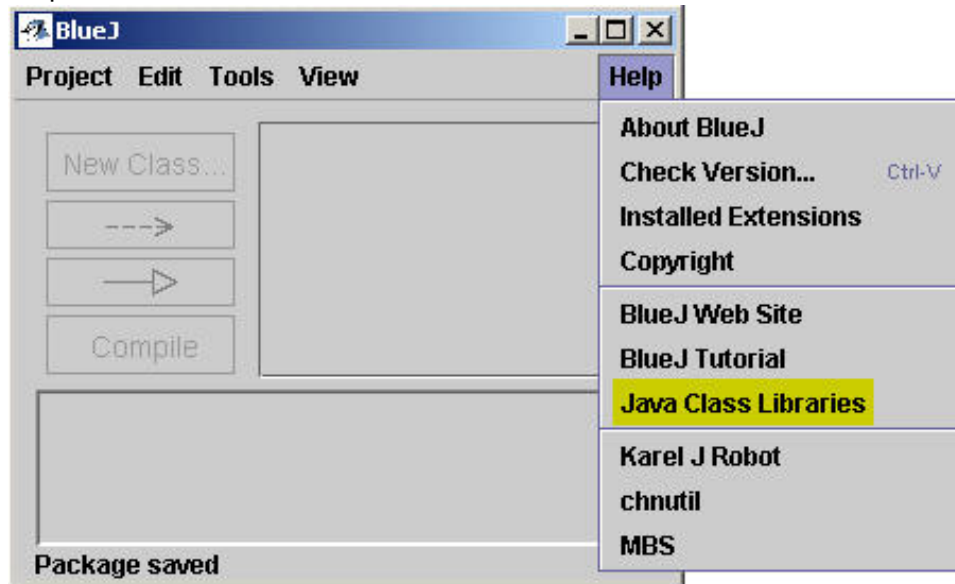 BlueJ
Project Edit Tools View Help
New Class...
Compile
Package saved
About BlueJ
Check Version... Ctrl-V
Installed Extensions
Copyright
BlueJ Web Site
BlueJ Tutorial
Java Class Libraries
Karel J Robot
chnutil
MBS